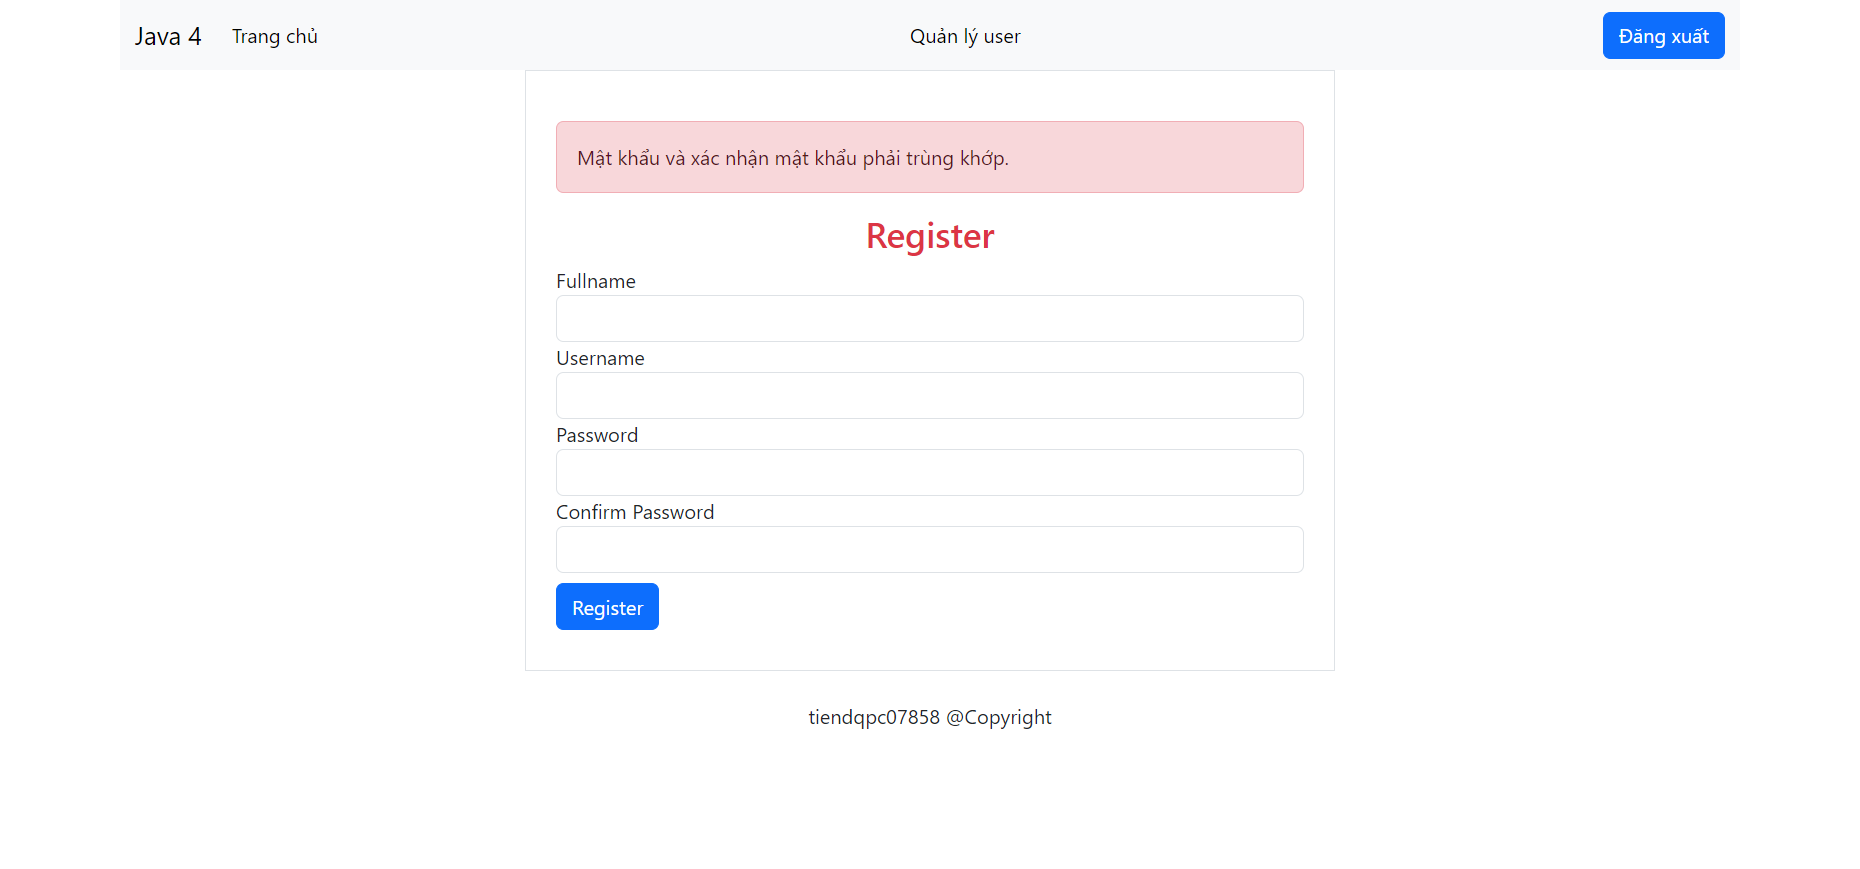 Java 4 Trang chủ Quản lý user Đăng xuất
Mật khẩu và xác nhận mật khẩu phải trùng khớp.
Register
Fullname
Username
Password
Confirm Password
Register
tiendqpc07858 @Copyright